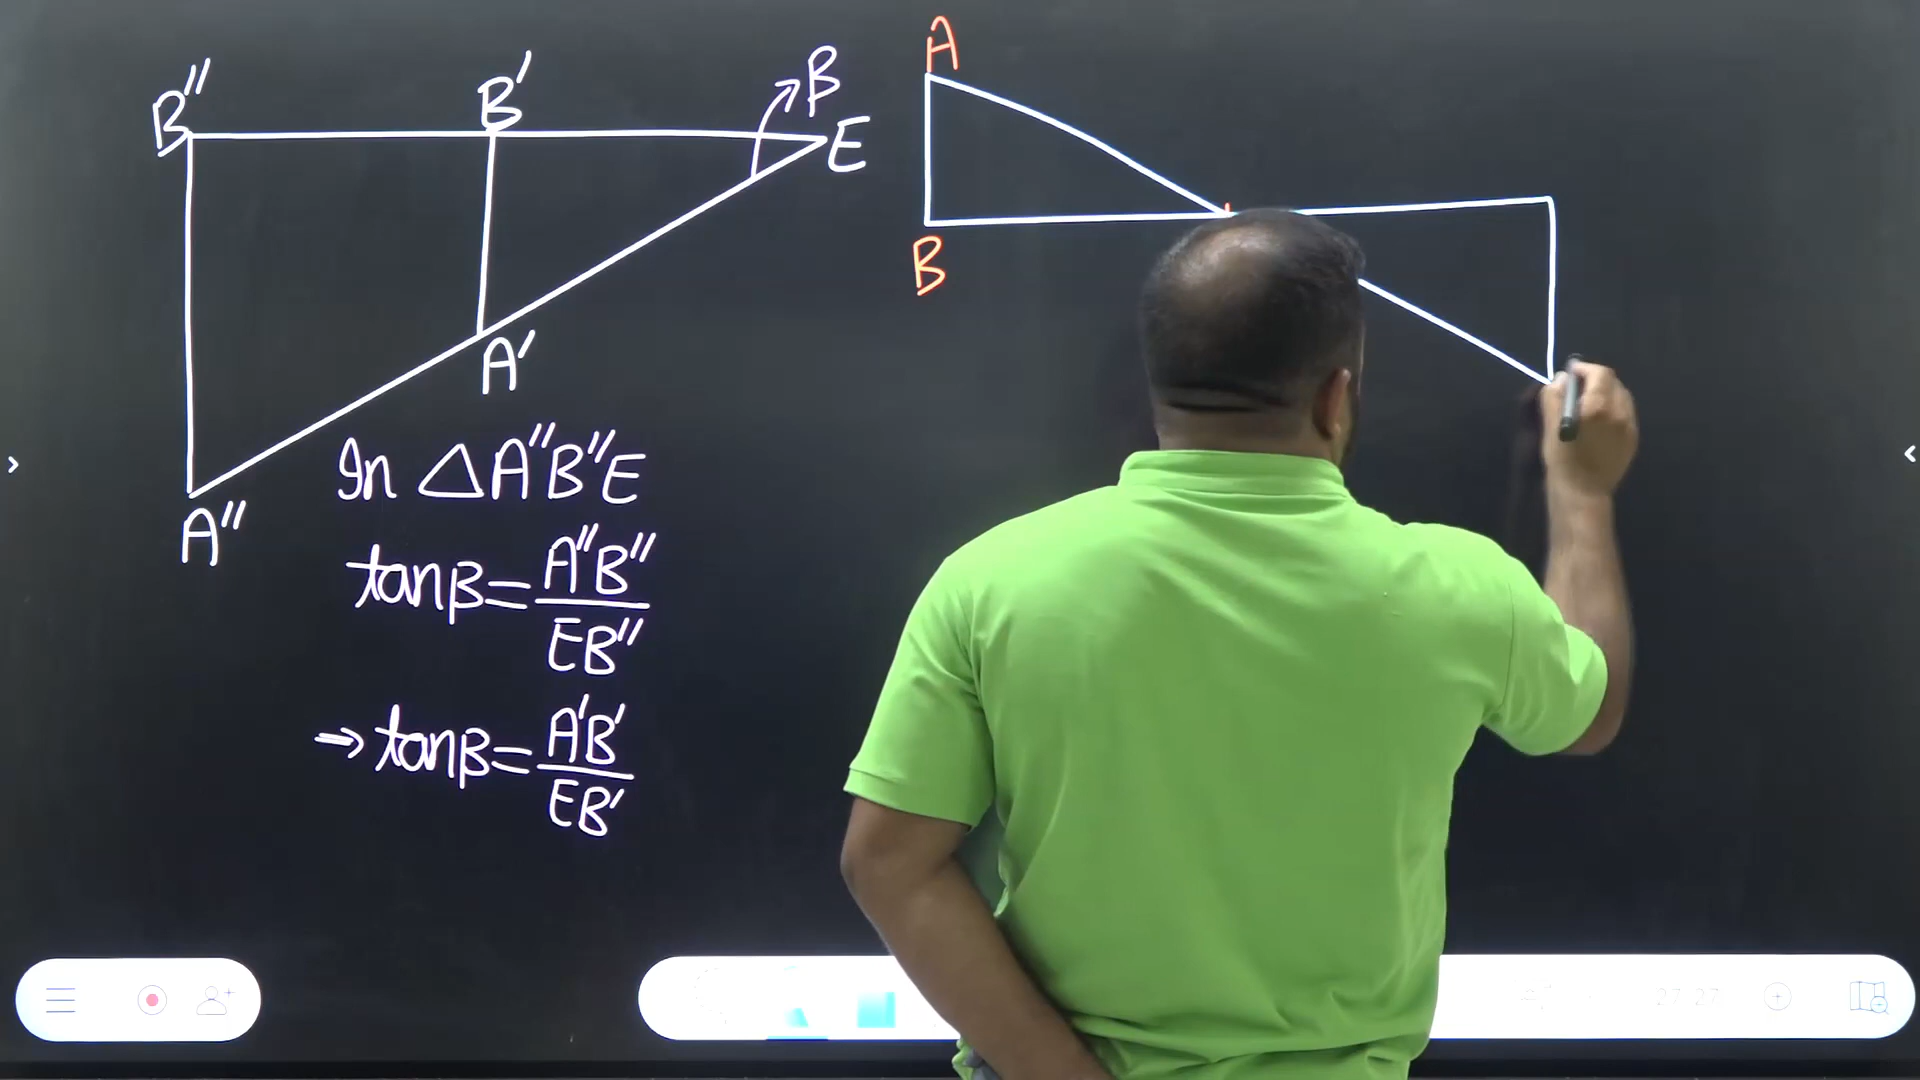 B″ B′ β E
A′
A″
In △A″B″E
tanβ = A″B″ / EB″
⇒ tanβ = A′B′ / EB′
A
B